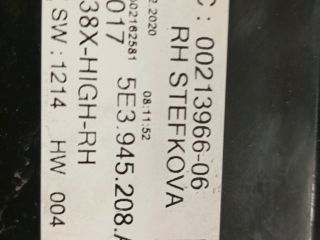 C : 00213966-06
RH STEFKOVA
2.2020 08:11:52
002162581
017 5E3.945.208.A
38X-HIGH-RH
SW:1214 HW 004